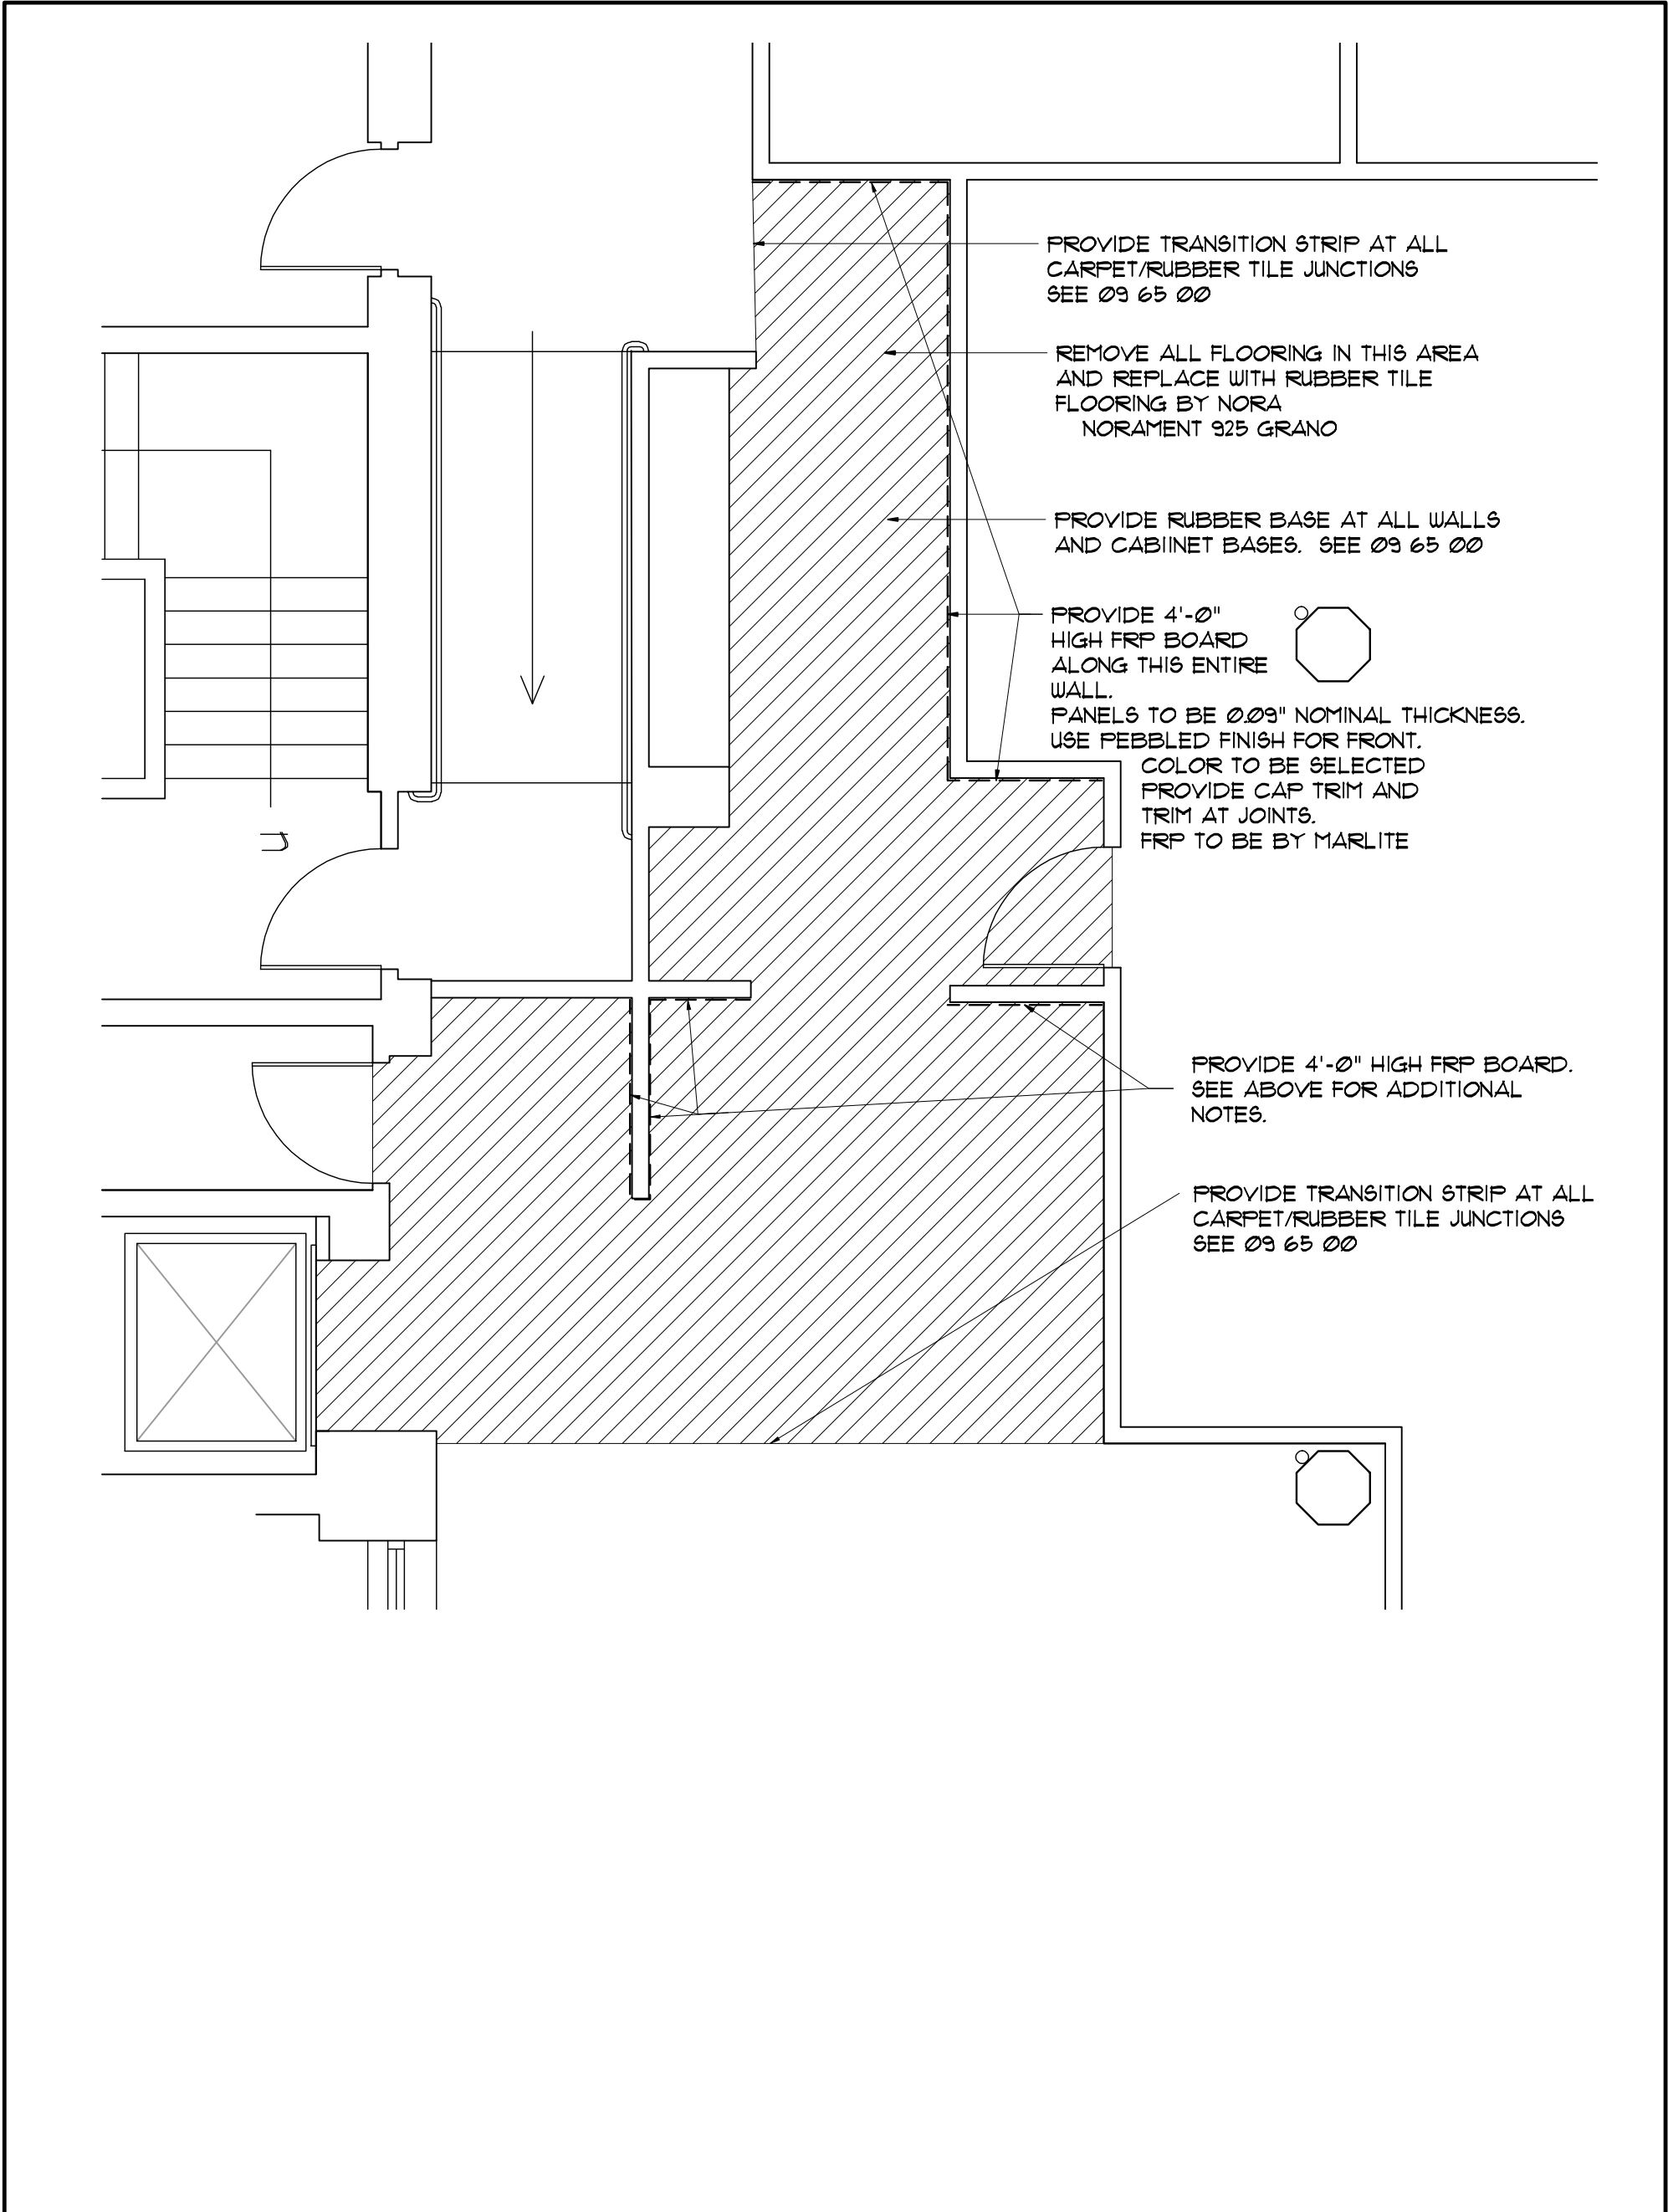 PROVIDE TRANSITION STRIP AT ALL
CARPET/RUBBER TILE JUNCTIONS
SEE 09 65 00
REMOVE ALL FLOORING IN THIS AREA
AND REPLACE WITH RUBBER TILE
FLOORING BY NORA
NORAMENT 925 GRANO
PROVIDE RUBBER BASE AT ALL WALLS
AND CABIINET BASES. SEE 09 65 00
PROVIDE 4'-0"
HIGH FRP BOARD
ALONG THIS ENTIRE
WALL.
PANELS TO BE 0.09" NOMINAL THICKNESS.
USE PEBBLED FINISH FOR FRONT.
COLOR TO BE SELECTED
PROVIDE CAP TRIM AND
TRIM AT JOINTS.
FRP TO BE BY MARLITE
PROVIDE 4'-0" HIGH FRP BOARD.
SEE ABOVE FOR ADDITIONAL
NOTES.
PROVIDE TRANSITION STRIP AT ALL
CARPET/RUBBER TILE JUNCTIONS
SEE 09 65 00